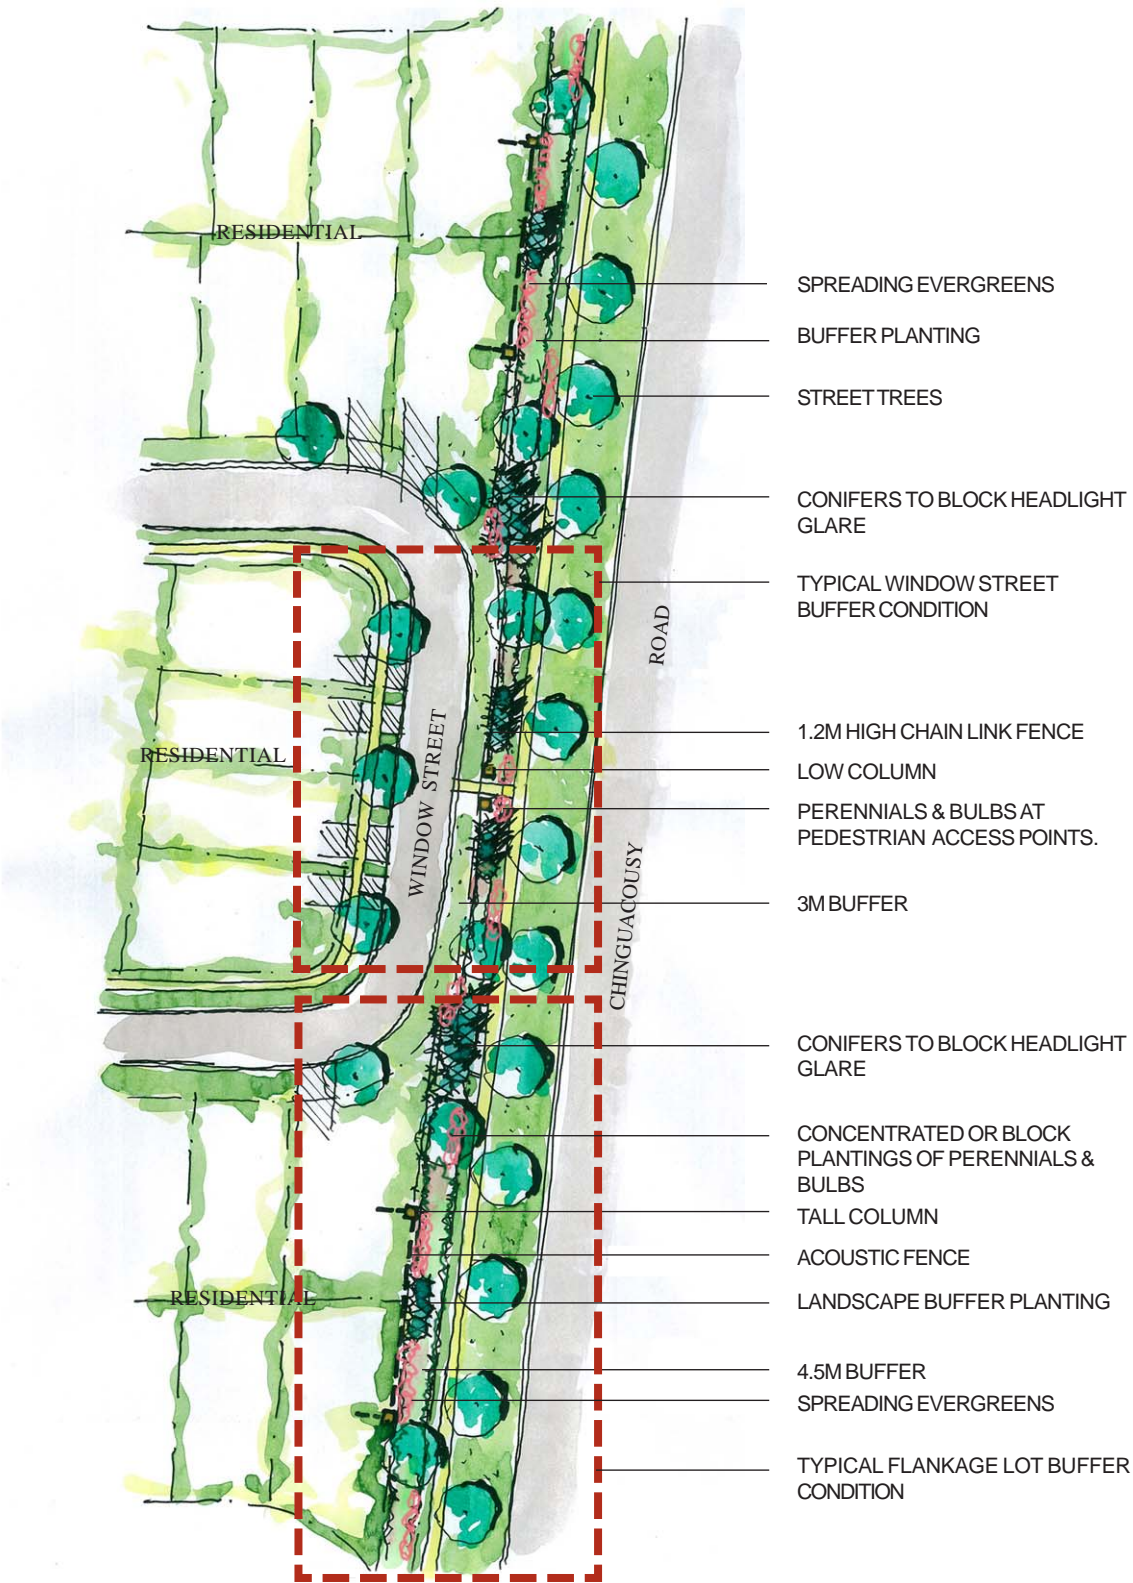 RESIDENTIAL
SPREADING EVERGREENS
BUFFER PLANTING
STREET TREES
CONIFERS TO BLOCK HEADLIGHT
GLARE
TYPICAL WINDOW STREET
BUFFER CONDITION
ROAD
1.2M HIGH CHAIN LINK FENCE
RESIDENTIAL
WINDOW STREET
LOW COLUMN
PERENNIALS & BULBS AT
PEDESTRIAN ACCESS POINTS.
3M BUFFER
CHINGUACOUSY
CONIFERS TO BLOCK HEADLIGHT
GLARE
CONCENTRATED OR BLOCK
PLANTINGS OF PERENNIALS &
BULBS
TALL COLUMN
ACOUSTIC FENCE
RESIDENTIAL
LANDSCAPE BUFFER PLANTING
4.5M BUFFER
SPREADING EVERGREENS
TYPICAL FLANKAGE LOT BUFFER
CONDITION